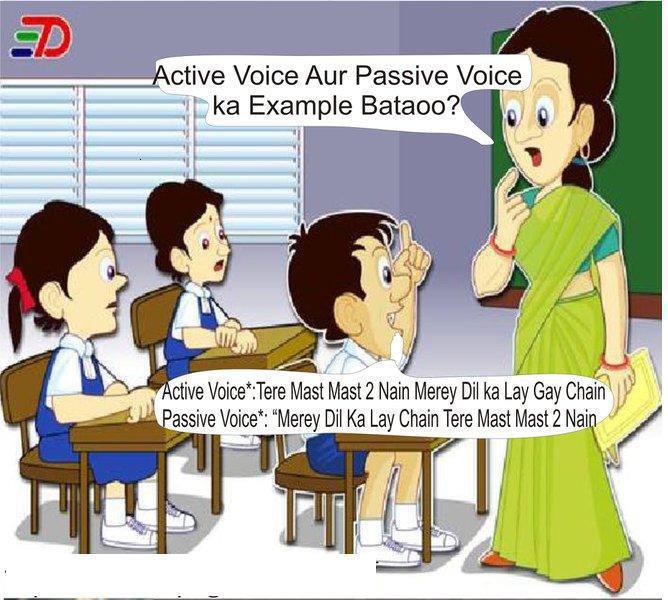 ED
Active Voice Aur Passive Voice
ka Example Bataoo?
Active Voice*:Tere Mast Mast 2 Nain Merey Dil ka Lay Gay Chain
Passive Voice*: “Merey Dil Ka Lay Chain Tere Mast Mast 2 Nain